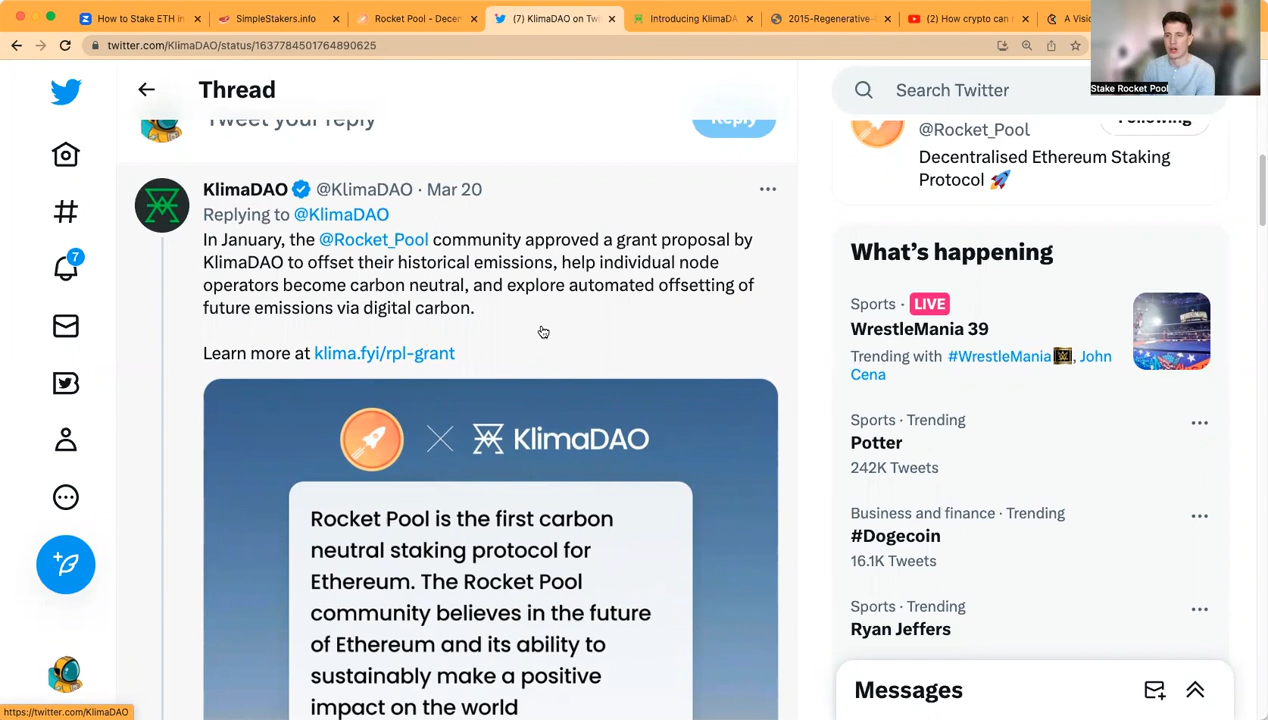 How to Stake ETH in
SimpleStakers.info
Rocket Pool - Decen
(7) KlimaDAO on Tw
Introducing KlimaDA
2015-Regenerative-
(2) How crypto can
A Visi
twitter.com/KlimaDAO/status/1637784501764890625
Stake Rocket Pool
Thread
Search Twitter
Tweet your reply
Reply
@Rocket_Pool
Following
Decentralised Ethereum Staking
Protocol 🚀
KlimaDAO @KlimaDAO · Mar 20
Replying to @KlimaDAO
In January, the @Rocket_Pool community approved a grant proposal by
KlimaDAO to offset their historical emissions, help individual node
operators become carbon neutral, and explore automated offsetting of
future emissions via digital carbon.
Learn more at klima.fyi/rpl-grant
KlimaDAO
Rocket Pool is the first carbon
neutral staking protocol for
Ethereum. The Rocket Pool
community believes in the future
of Ethereum and its ability to
sustainably make a positive
impact on the world
7
What's happening
Sports · LIVE
WrestleMania 39
Trending with #WrestleMania, John
Cena
Sports · Trending
Potter
242K Tweets
Business and finance · Trending
#Dogecoin
16.1K Tweets
Sports · Trending
Ryan Jeffers
Messages
https://twitter.com/KlimaDAO